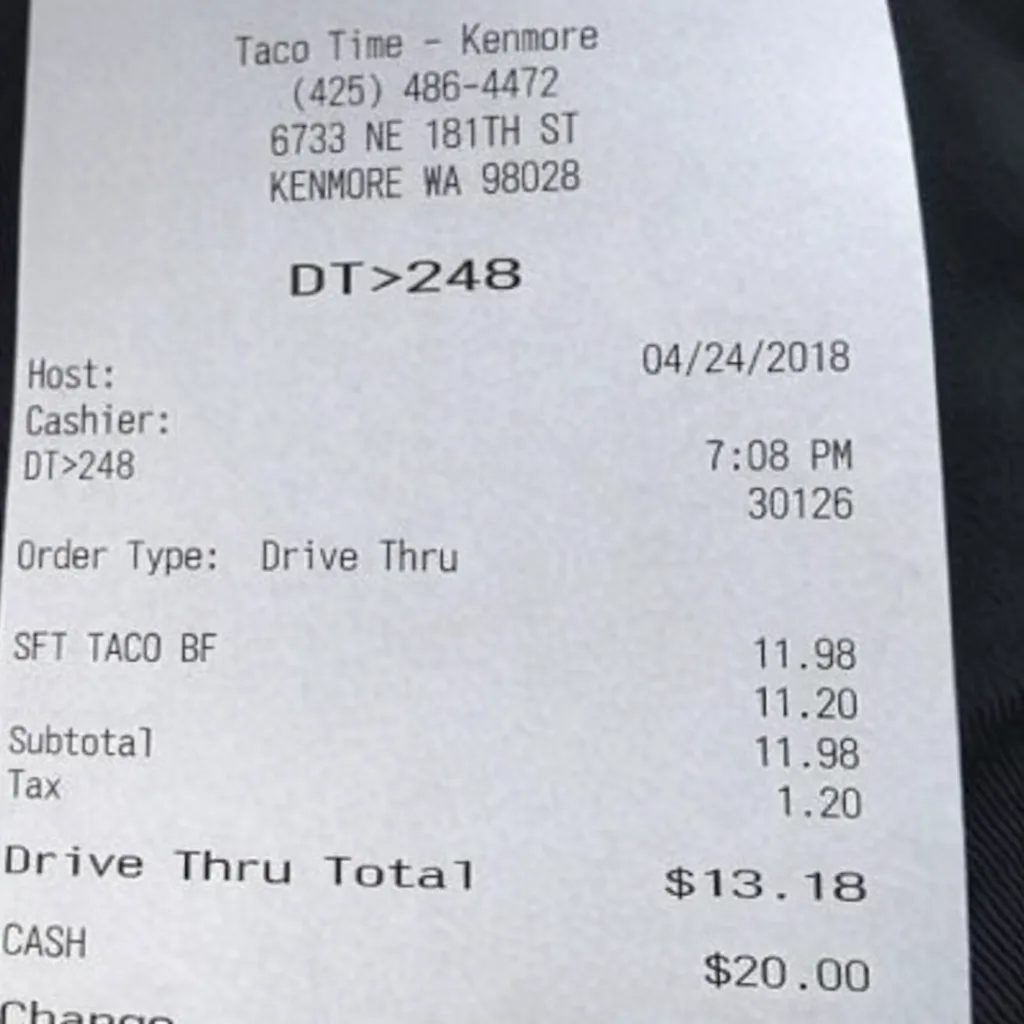 Taco Time - Kenmore
(425) 486-4472
6733 NE 181TH ST
KENMORE WA 98028
DT>248
Host: 04/24/2018
Cashier:
7:08 PM
DT>248
30126
Order Type: Drive Thru
SFT TACO BF 11.98
11.20
Subtotal 11.98
Tax 1.20
Drive Thru Total $13.18
CASH $20.00
Change